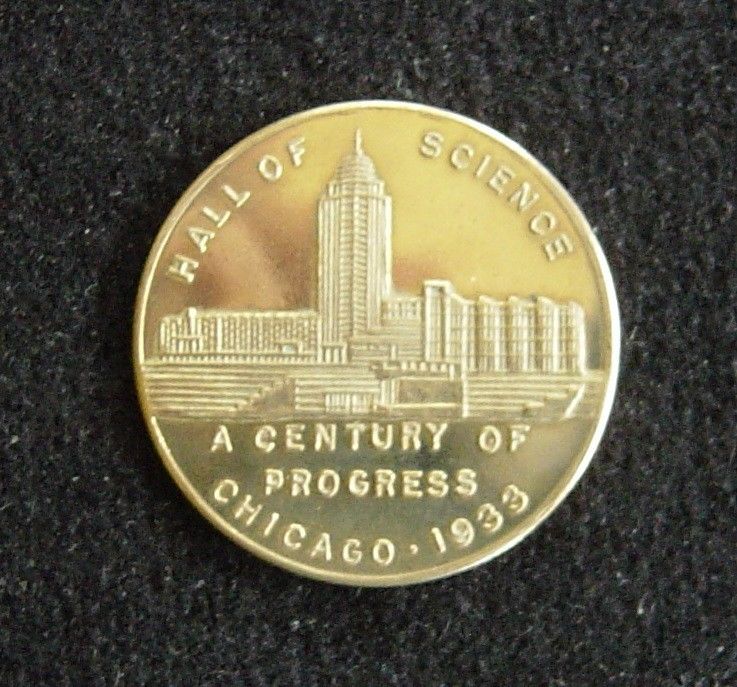 HALL OF SCIENCE
A CENTURY OF
PROGRESS
CHICAGO · 1933